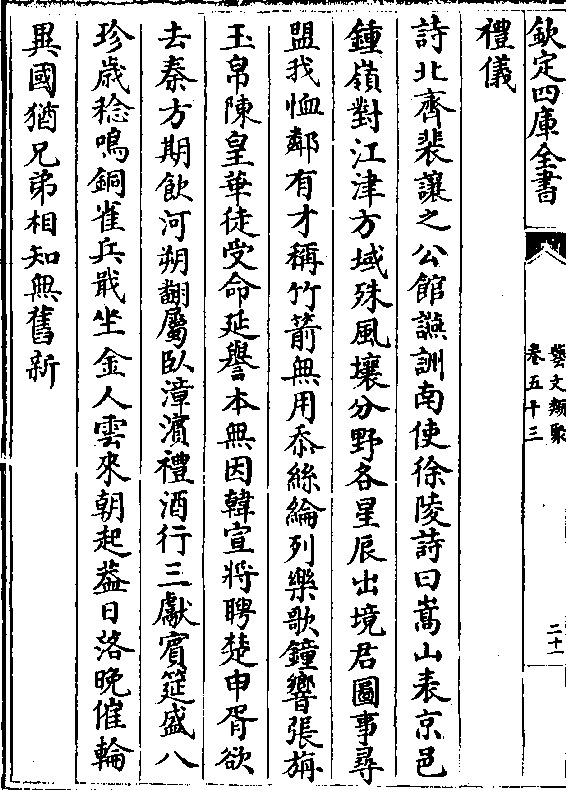 欽定四庫全書
藝文類聚
卷五十三
二十一
禮儀
詩北齊裴讓之公館讌詶南使徐陵詩曰嵩山表京邑
鍾嶺對江津方域殊風壤分野各星辰出境君圖事尋
盟我恤鄰有才稱竹箭無用忝絲綸列樂歌鐘響張旃
玉帛陳皇華徒受命延譽本無因韓宣將聘楚申胥欲
去秦方期飲河朔翻屬臥漳濱禮酒行三獻賓筵盛八
珍歳稔鳴銅雀兵戢坐金人雲來朝起蓋日落晚催輪
異國猶兄弟相知無舊新